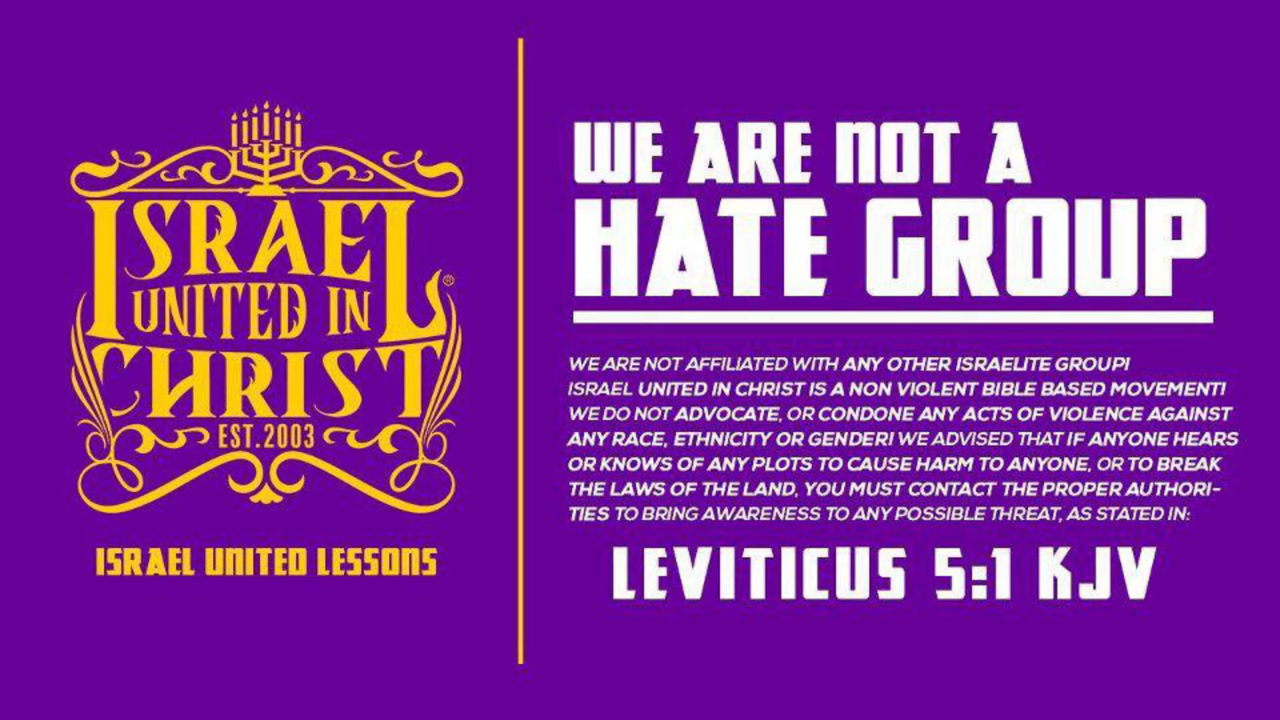 ISRAEL
UNITED IN
CHRIST
EST. 2003
®
ISRAEL UNITED LESSONS
WE ARE NOT A
HATE GROUP
WE ARE NOT AFFILIATED WITH ANY OTHER ISRAELITE GROUP!
ISRAEL UNITED IN CHRIST IS A NON VIOLENT BIBLE BASED MOVEMENT!
WE DO NOT ADVOCATE, OR CONDONE ANY ACTS OF VIOLENCE AGAINST
ANY RACE, ETHNICITY OR GENDER! WE ADVISED THAT IF ANYONE HEARS
OR KNOWS OF ANY PLOTS TO CAUSE HARM TO ANYONE, OR TO BREAK
THE LAWS OF THE LAND, YOU MUST CONTACT THE PROPER AUTHORI-
TIES TO BRING AWARENESS TO ANY POSSIBLE THREAT, AS STATED IN:
LEVITICUS 5:1 KJV